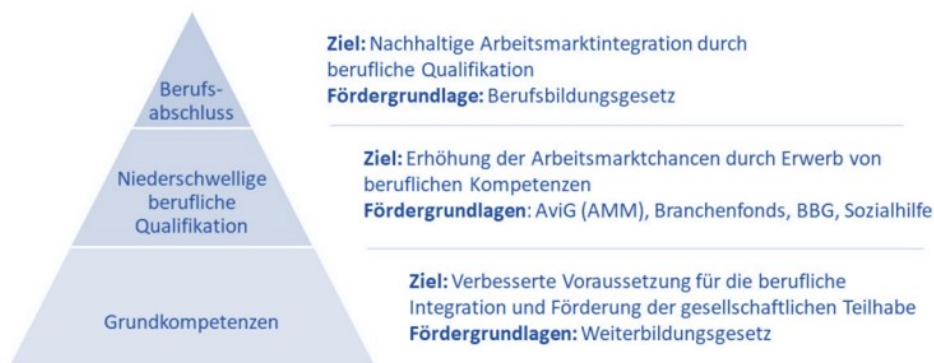 Berufs-
abschluss
Ziel: Nachhaltige Arbeitsmarktintegration durch
berufliche Qualifikation
Fördergrundlage: Berufsbildungsgesetz
Niederschwellige
berufliche
Qualifikation
Ziel: Erhöhung der Arbeitsmarktchancen durch Erwerb von
beruflichen Kompetenzen
Fördergrundlagen: AviG (AMM), Branchenfonds, BBG, Sozialhilfe
Grundkompetenzen
Ziel: Verbesserte Voraussetzung für die berufliche
Integration und Förderung der gesellschaftlichen Teilhabe
Fördergrundlagen: Weiterbildungsgesetz